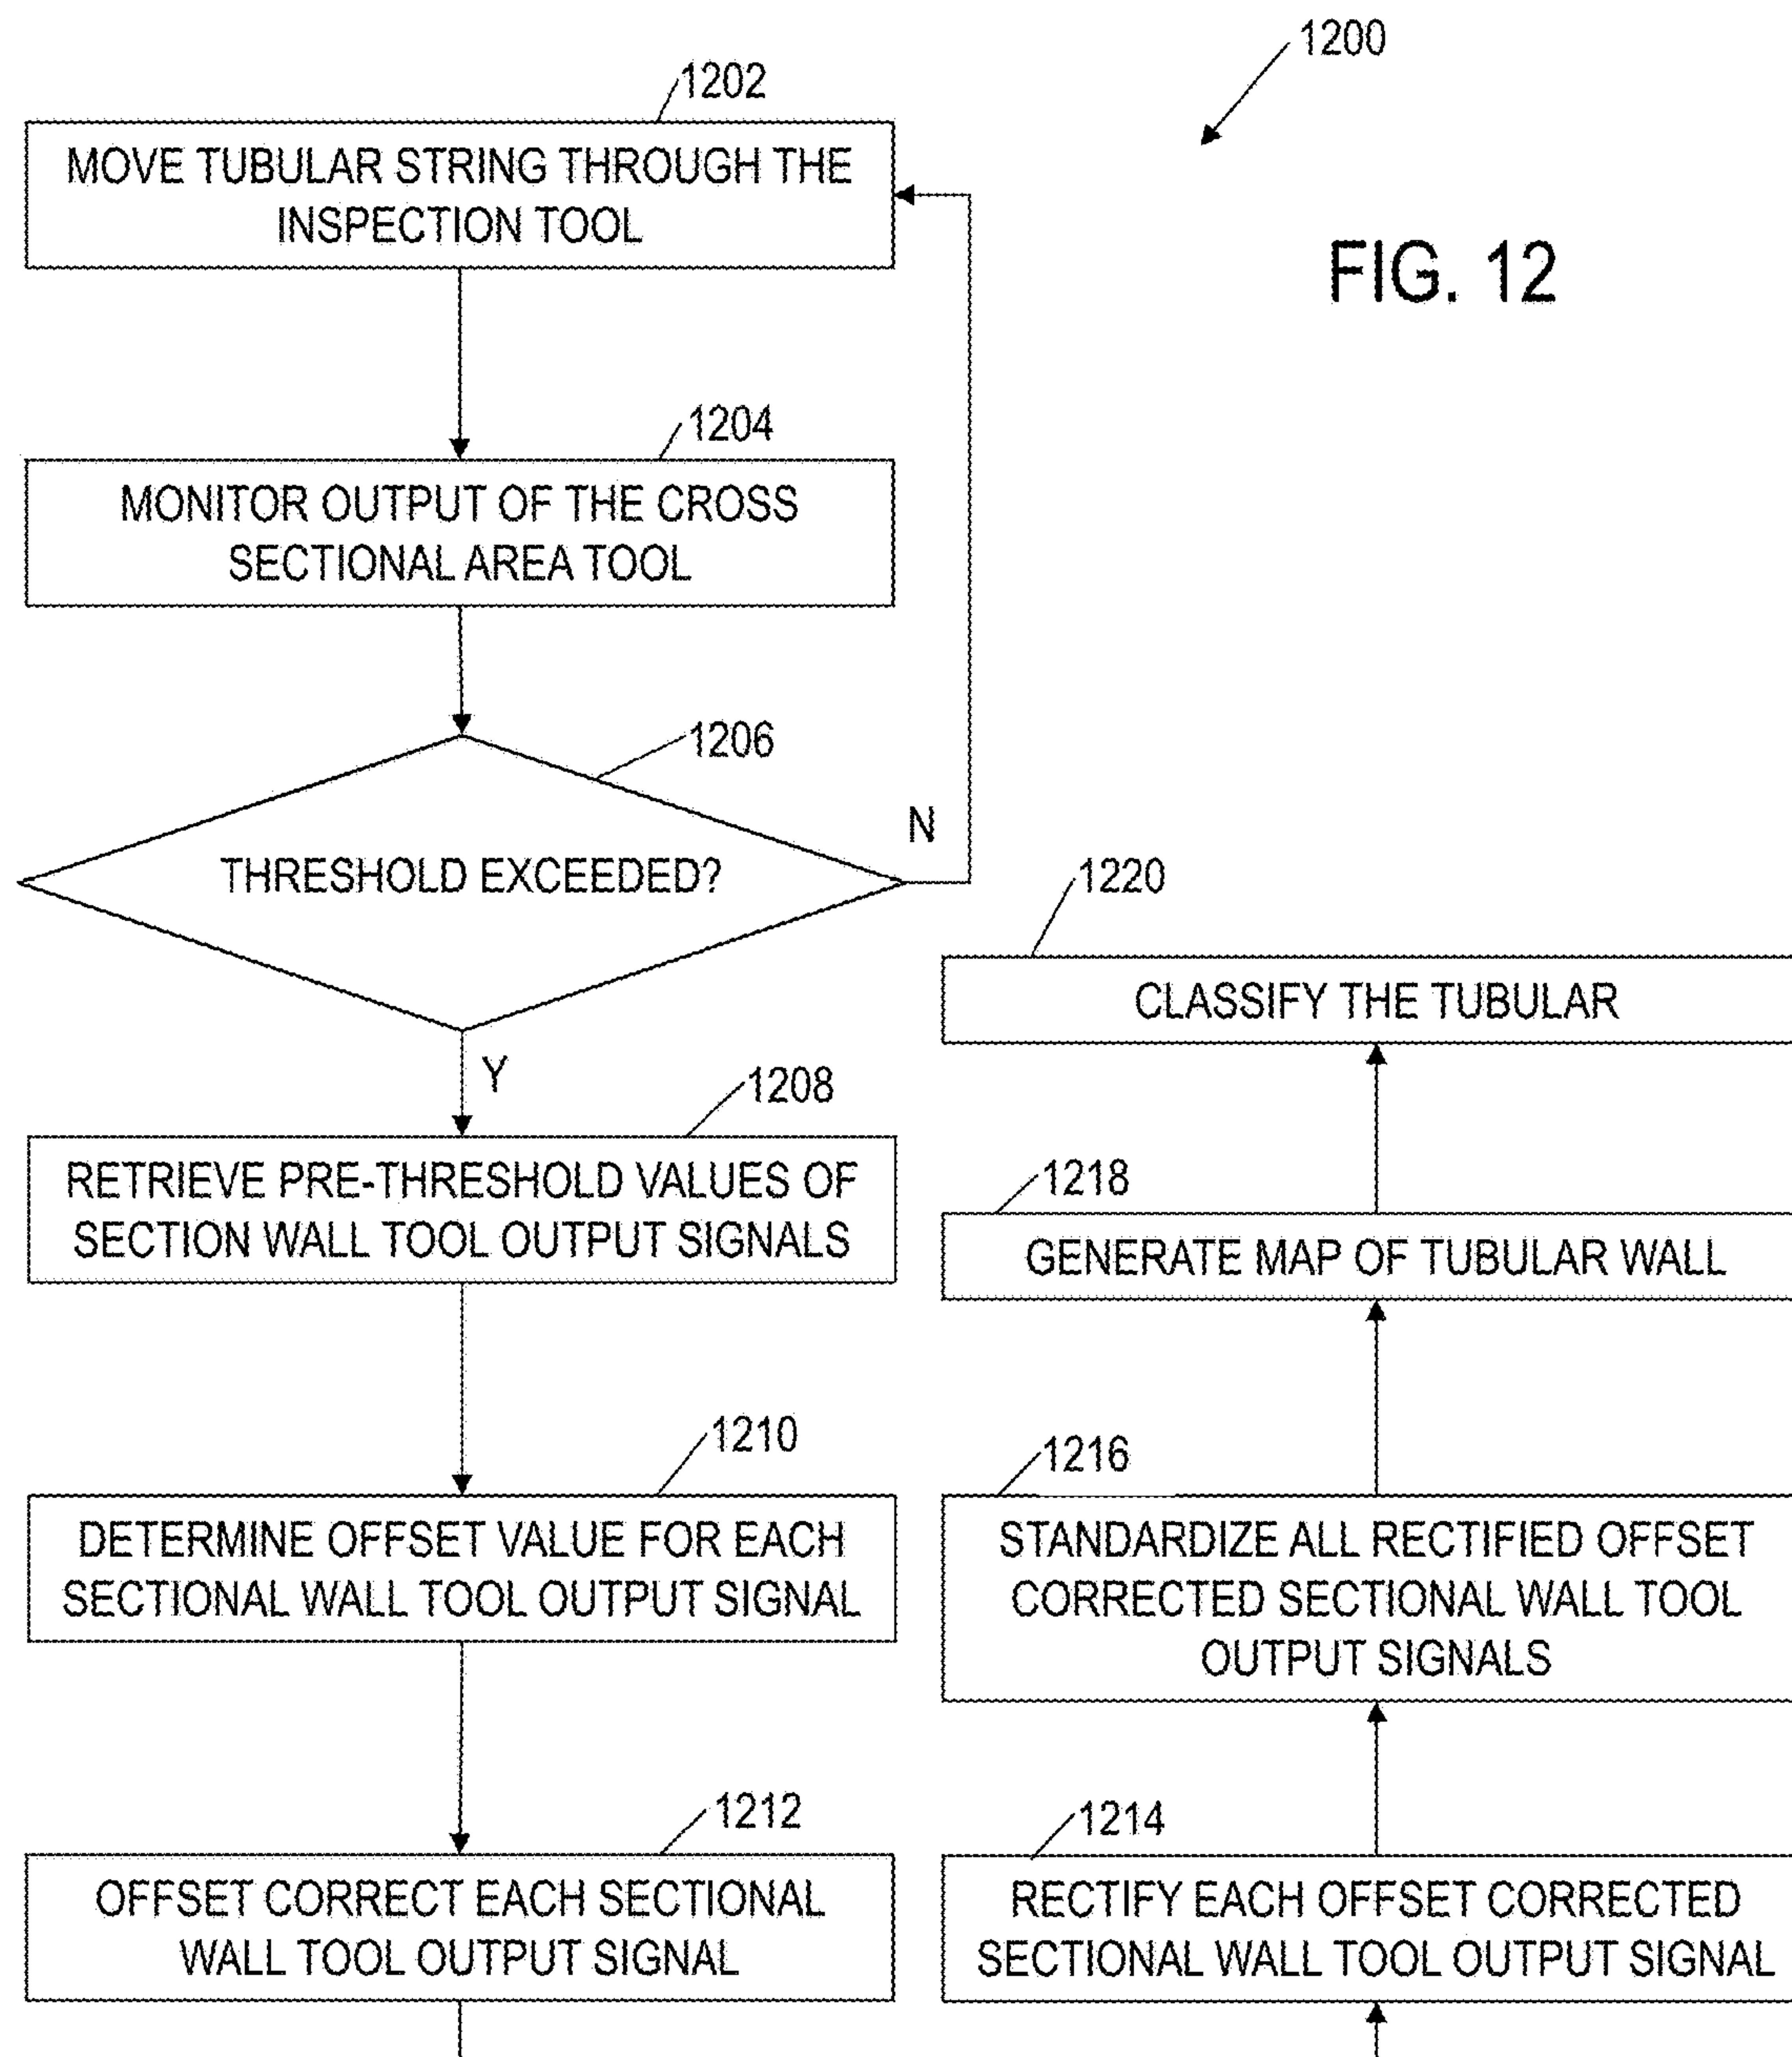 1200
FIG. 12
1202
MOVE TUBULAR STRING THROUGH THE
INSPECTION TOOL
1204
MONITOR OUTPUT OF THE CROSS
SECTIONAL AREA TOOL
1206
THRESHOLD EXCEEDED?
N
Y
1208
RETRIEVE PRE-THRESHOLD VALUES OF
SECTION WALL TOOL OUTPUT SIGNALS
1210
DETERMINE OFFSET VALUE FOR EACH
SECTIONAL WALL TOOL OUTPUT SIGNAL
1212
OFFSET CORRECT EACH SECTIONAL
WALL TOOL OUTPUT SIGNAL
1214
RECTIFY EACH OFFSET CORRECTED
SECTIONAL WALL TOOL OUTPUT SIGNAL
1216
STANDARDIZE ALL RECTIFIED OFFSET
CORRECTED SECTIONAL WALL TOOL
OUTPUT SIGNALS
1218
GENERATE MAP OF TUBULAR WALL
1220
CLASSIFY THE TUBULAR